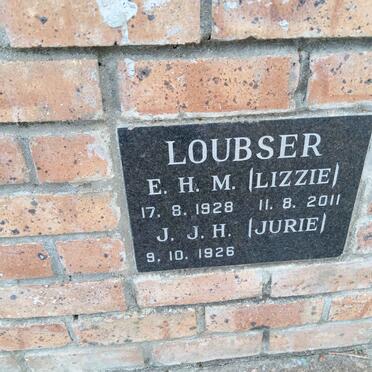 LOUBSER
E. H. M. (LIZZIE)
17. 8. 1928 11. 8. 2011
J. J. H. (JURIE)
9. 10. 1926